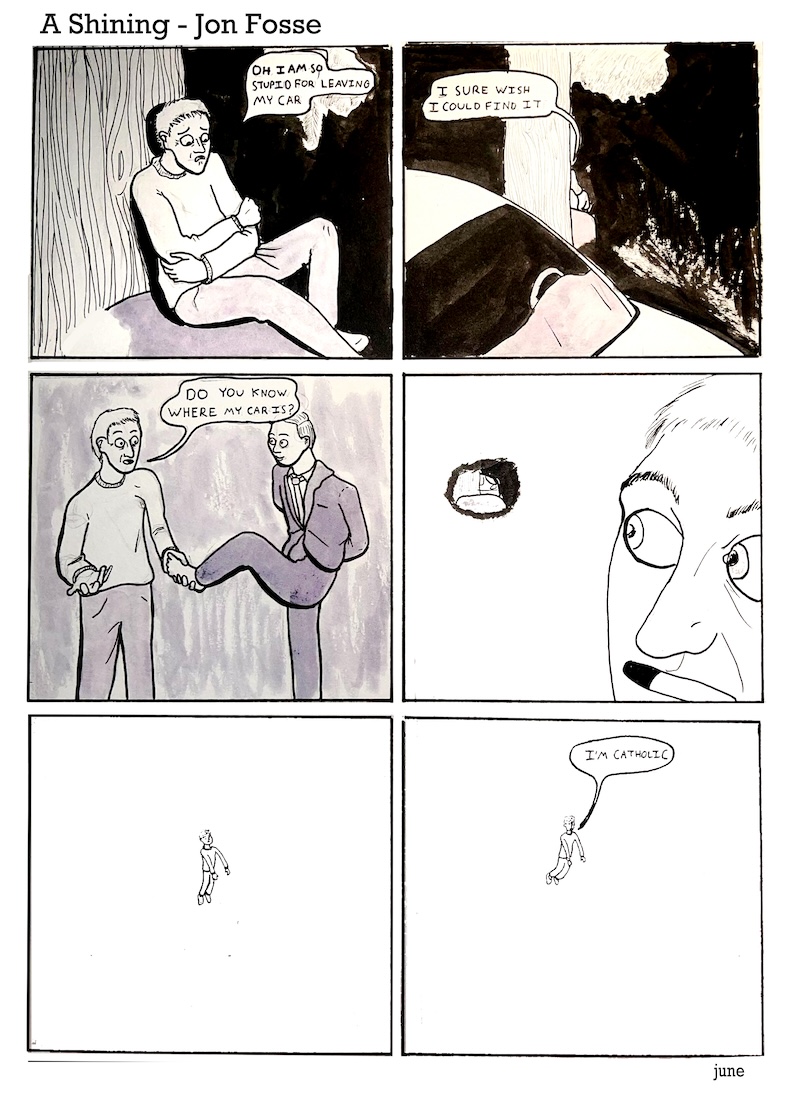 A Shining - Jon Fosse
OH I AM SO
STUPID FOR LEAVING
MY CAR
I SURE WISH
I COULD FIND IT
DO YOU KNOW
WHERE MY CAR IS?
I'M CATHOLIC
june